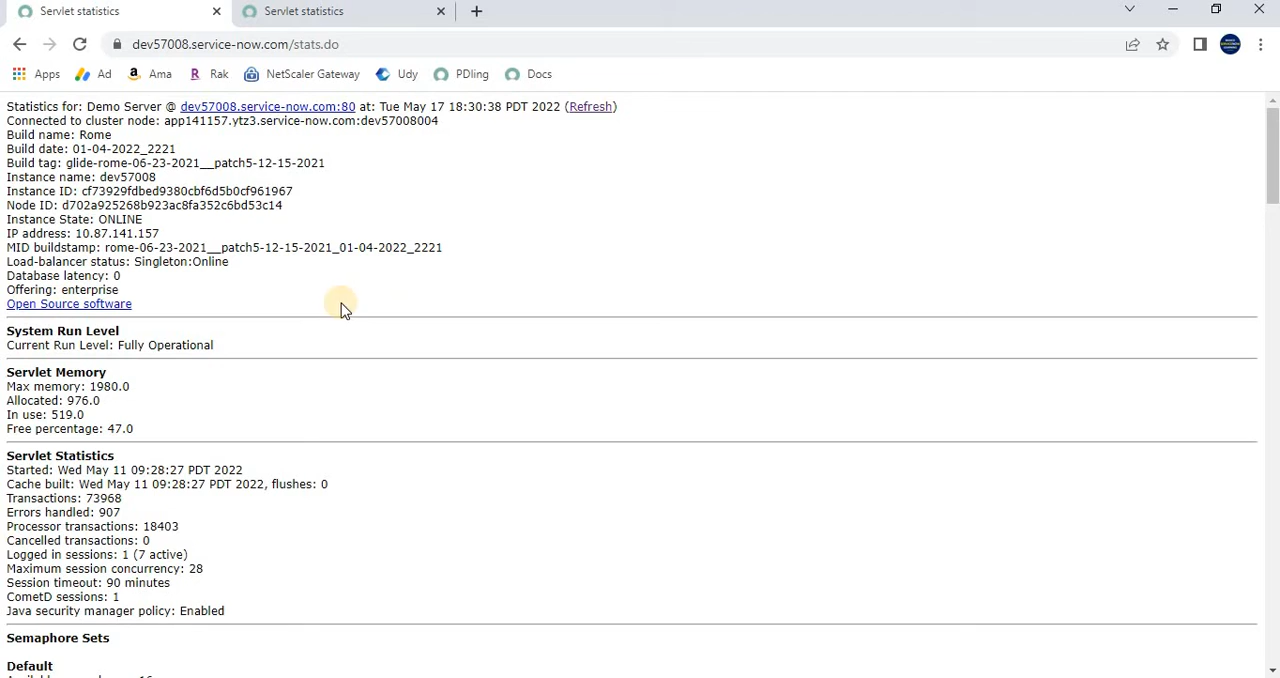 Servlet statistics
Servlet statistics
dev57008.service-now.com/stats.do
Apps Ad Ama Rak NetScaler Gateway Udy PDling Docs
Statistics for: Demo Server @ dev57008.service-now.com:80 at: Tue May 17 18:30:38 PDT 2022 (Refresh)
Connected to cluster node: app141157.ytz3.service-now.com:dev57008004
Build name: Rome
Build date: 01-04-2022_2221
Build tag: glide-rome-06-23-2021__patch5-12-15-2021
Instance name: dev57008
Instance ID: cf73929fdbed9380cbf6d5b0cf961967
Node ID: d702a925268b923ac8fa352c6bd53c14
Instance State: ONLINE
IP address: 10.87.141.157
MID buildstamp: rome-06-23-2021__patch5-12-15-2021_01-04-2022_2221
Load-balancer status: Singleton:Online
Database latency: 0
Offering: enterprise
Open Source software
System Run Level
Current Run Level: Fully Operational
Servlet Memory
Max memory: 1980.0
Allocated: 976.0
In use: 519.0
Free percentage: 47.0
Servlet Statistics
Started: Wed May 11 09:28:27 PDT 2022
Cache built: Wed May 11 09:28:27 PDT 2022, flushes: 0
Transactions: 73968
Errors handled: 907
Processor transactions: 18403
Cancelled transactions: 0
Logged in sessions: 1 (7 active)
Maximum session concurrency: 28
Session timeout: 90 minutes
CometD sessions: 1
Java security manager policy: Enabled
Semaphore Sets
Default